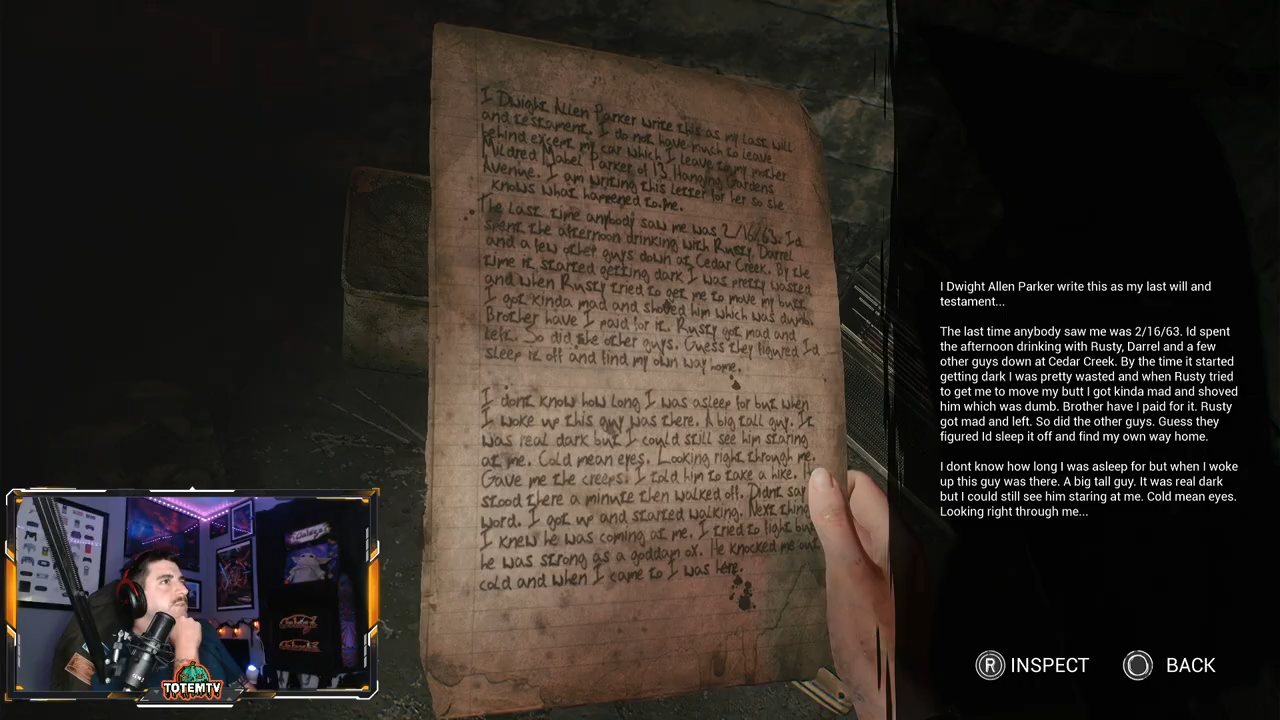 I Dwight Allen Parker write this as my last will
and testament. I do not have much to leave
behind except my car which I leave to my mother
Mildred Mabel Parker of 13 Hanging Gardens
Avenue. I am writing this letter for her so she
knows what happened to me.
The last time anybody saw me was 2/16/63. Id
spent the afternoon drinking with Rusty, Darrel
and a few other guys down at Cedar Creek. By the
time it started getting dark I was pretty wasted
and when Rusty tried to get me to move my butt
I got kinda mad and shoved him which was dumb.
Brother have I paid for it. Rusty got mad and
left. So did the other guys. Guess they figured Id
sleep it off and find my own way home.
I dont know how long I was asleep for but when
I woke up this guy was there. A big tall guy. It
was real dark but I could still see him staring
at me. Cold mean eyes. Looking right through me.
Gave me the creeps. I told him to take a hike. He
stood there a minute then walked off. Didnt say
word. I got up and started walking. Next thing
I knew he was coming at me. I tried to fight but
he was strong as a goddam ox. He knocked me out
cold and when I came to I was here.
I Dwight Allen Parker write this as my last will and
testament...
The last time anybody saw me was 2/16/63. Id spent
the afternoon drinking with Rusty, Darrel and a few
other guys down at Cedar Creek. By the time it started
getting dark I was pretty wasted and when Rusty tried
to get me to move my butt I got kinda mad and shoved
him which was dumb. Brother have I paid for it. Rusty
got mad and left. So did the other guys. Guess they
figured Id sleep it off and find my own way home.
I dont know how long I was asleep for but when I woke
up this guy was there. A big tall guy. It was real dark
but I could still see him staring at me. Cold mean eyes.
Looking right through me...
R INSPECT
BACK
TOTEMTV